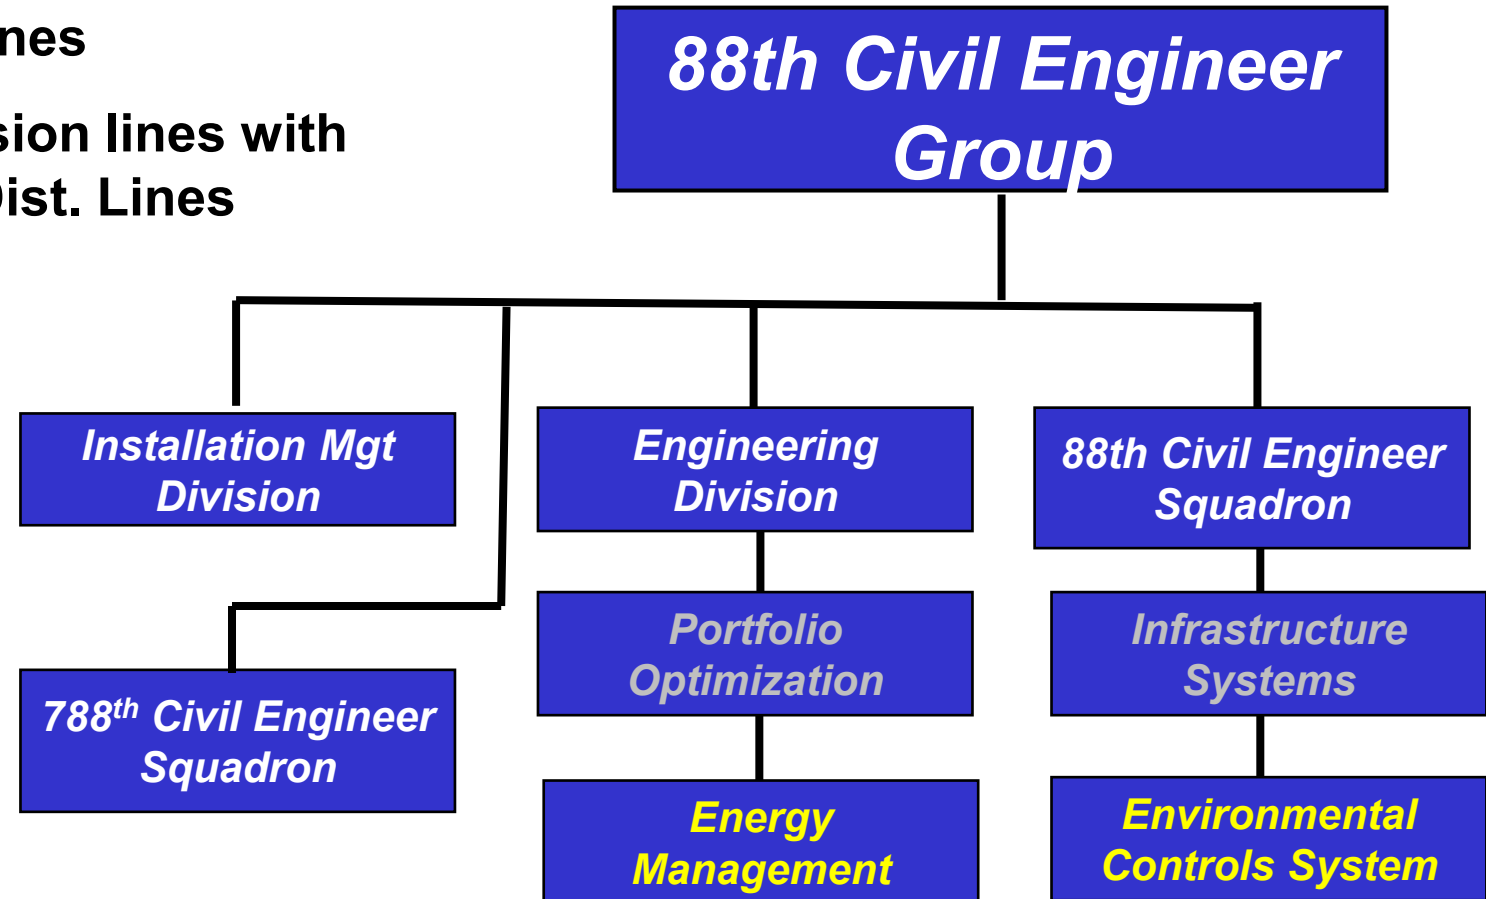 nes
sion lines with
Dist. Lines
88th Civil Engineer
Group
Installation Mgt
Division
Engineering
Division
88th Civil Engineer
Squadron
Portfolio
Optimization
Infrastructure
Systems
788th Civil Engineer
Squadron
Energy
Management
Environmental
Controls System